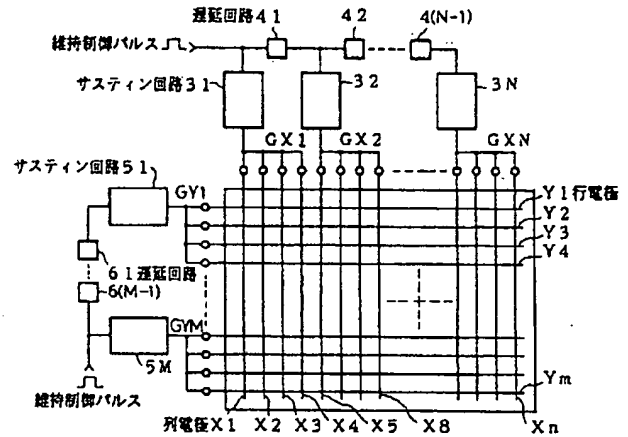 遅延回路41
42
4(N-1)
維持制御パルス
サスティン回路31
32
3N
GX1
GX2
GXN
サスティン回路51
GY1
Y1行電極
Y2
Y3
Y4
61遅延回路
6(M-1)
GYM
5M
Ym
維持制御パルス
列電極X1 X2 X3 X4 X5 X8 Xn